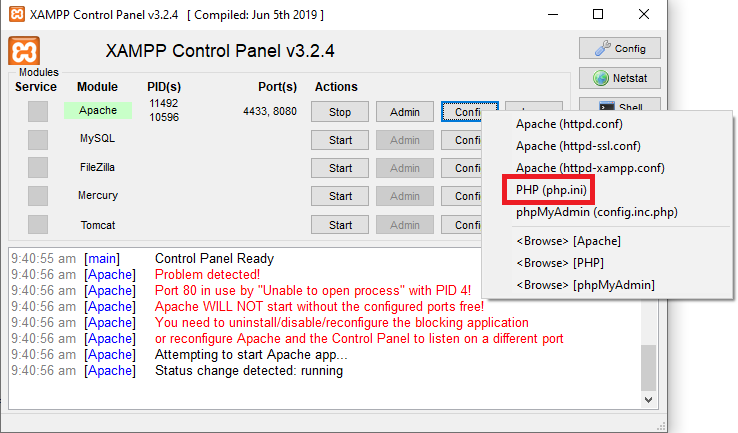 XAMPP Control Panel v3.2.4 [ Compiled: Jun 5th 2019 ]
XAMPP Control Panel v3.2.4
Config
Netstat
Shell
Modules
Service Module PID(s) Port(s) Actions
Apache 11492 10596 4433, 8080 Stop Admin Config
MySQL Start Admin Config
FileZilla Start Admin Config
Mercury Start Admin Config
Tomcat Start Admin Config
Apache (httpd.conf)
Apache (httpd-ssl.conf)
Apache (httpd-xampp.conf)
PHP (php.ini)
phpMyAdmin (config.inc.php)
<Browse> [Apache]
<Browse> [PHP]
<Browse> [phpMyAdmin]
9:40:55 am [main] Control Panel Ready
9:40:56 am [Apache] Problem detected!
9:40:56 am [Apache] Port 80 in use by "Unable to open process" with PID 4!
9:40:56 am [Apache] Apache WILL NOT start without the configured ports free!
9:40:56 am [Apache] You need to uninstall/disable/reconfigure the blocking application
9:40:56 am [Apache] or reconfigure Apache and the Control Panel to listen on a different port
9:40:56 am [Apache] Attempting to start Apache app...
9:40:56 am [Apache] Status change detected: running